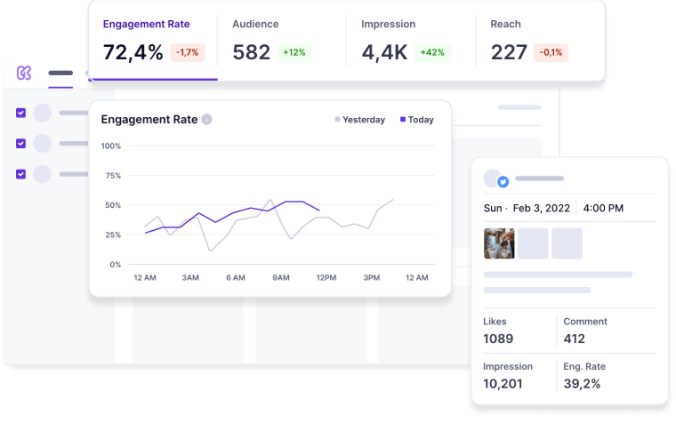 Engagement Rate
72,4% -1,7%
Audience
582 +12%
Impression
4,4K +42%
Reach
227 -0,1%
Engagement Rate
Yesterday Today
100%
75%
50%
25%
0%
12 AM 3AM 6 AM 9AM 12PM 3PM 12 AM
Sun · Feb 3, 2022 4:00 PM
Likes Comment
1089 412
Impression Eng. Rate
10,201 39,2%